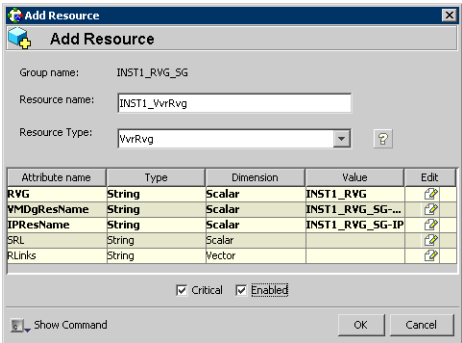 Add Resource
Add Resource
Group name: INST1_RVG_SG
Resource name: INST1_VvrRvg
Resource Type: VvrRvg
?
Attribute name Type Dimension Value Edit
RVG String Scalar INST1_RVG
VMDgResName String Scalar INST1_RVG_SG-...
IPResName String Scalar INST1_RVG_SG-IP
SRL String Scalar
RLinks String Vector
Critical Enabled
Show Command OK Cancel